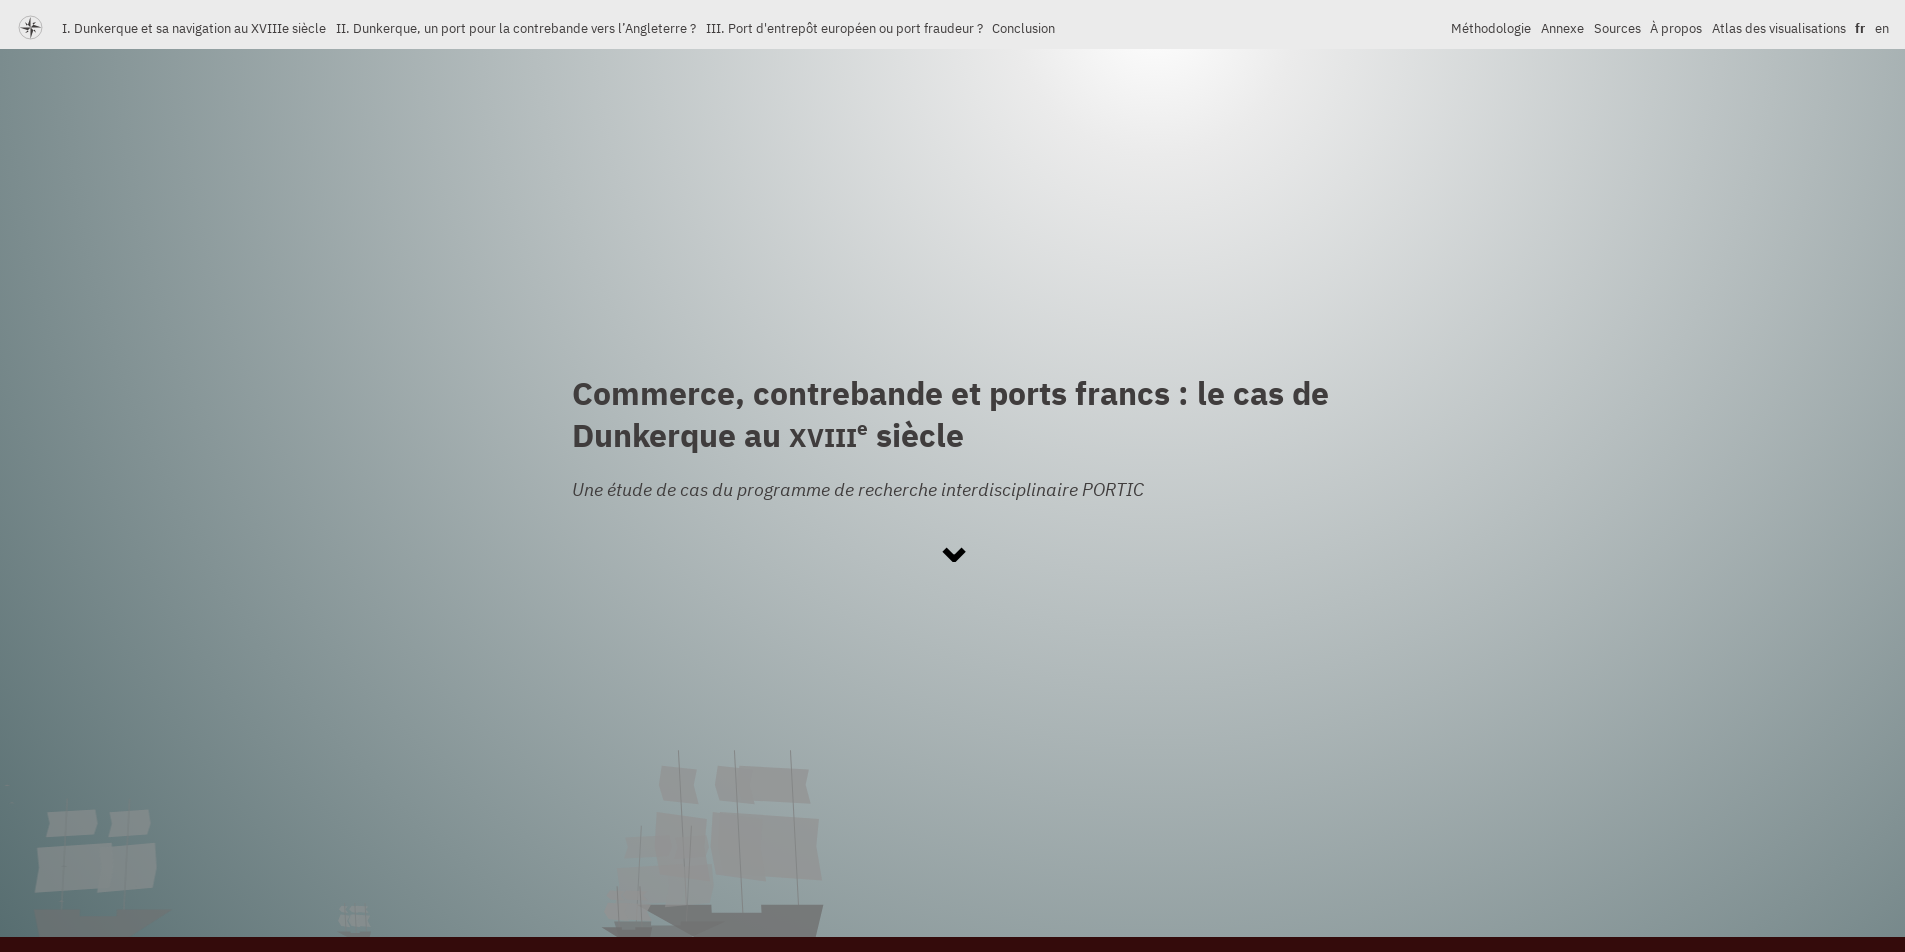 I. Dunkerque et sa navigation au XVIIIe siècle II. Dunkerque, un port pour la contrebande vers l’Angleterre ? III. Port d'entrepôt européen ou port fraudeur ? Conclusion Méthodologie Annexe Sources À propos Atlas des visualisations fr en
Commerce, contrebande et ports francs : le cas de
Dunkerque au XVIIIe siècle
Une étude de cas du programme de recherche interdisciplinaire PORTIC